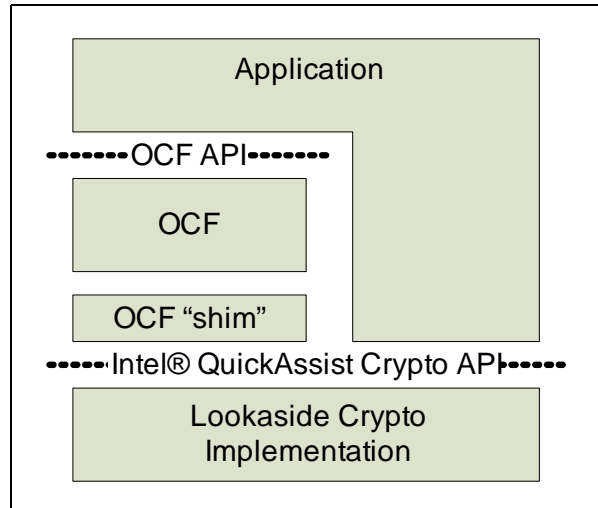 Application
OCF API
OCF
OCF “shim”
Intel® QuickAssist Crypto API
Lookaside Crypto
Implementation